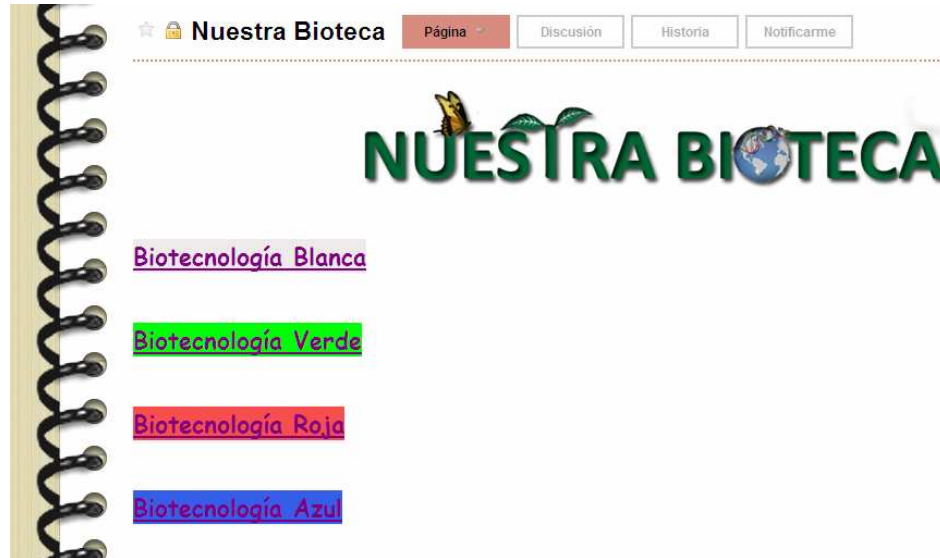 Nuestra Bioteca Página Discusión Historia Notificarme
NUESTRA BIOTECA
Biotecnología Blanca
Biotecnología Verde
Biotecnología Roja
Biotecnología Azul